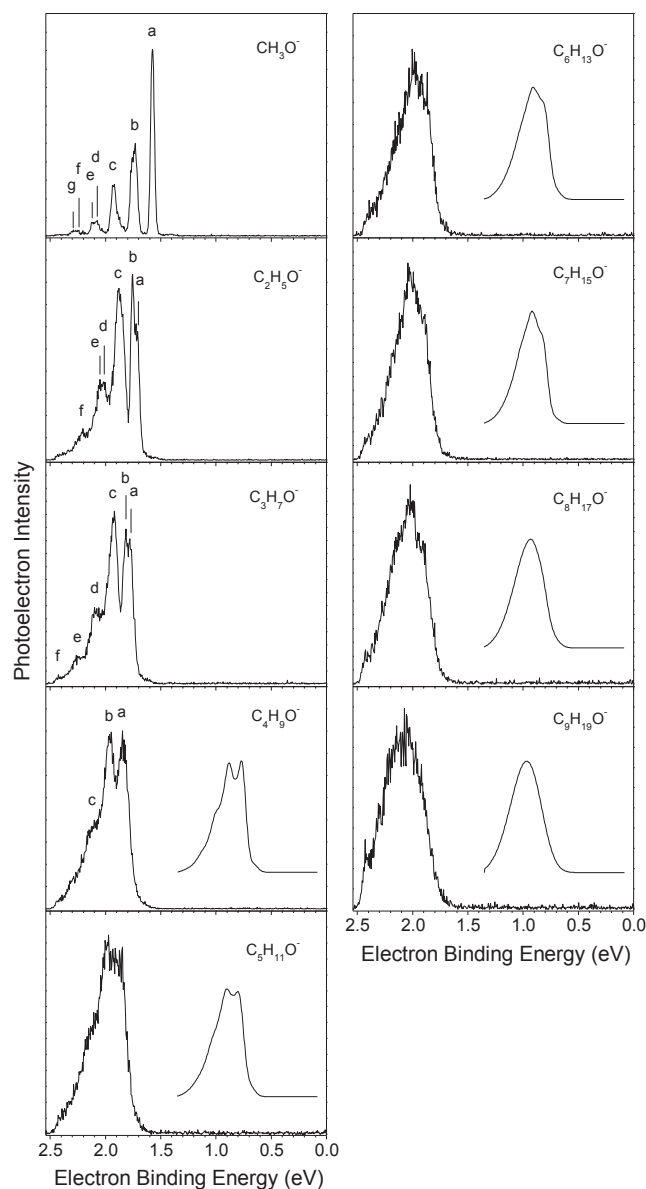 CH3O-
a
b
c
d
e
f
g
C2H5O-
b
a
c
e
d
f
C3H7O-
b
a
c
d
e
f
C4H9O-
b
a
c
C5H11O-
2.5 2.0 1.5 1.0 0.5 0.0
Electron Binding Energy (eV)
Photoelectron Intensity
C6H13O-
C7H15O-
C8H17O-
C9H19O-
2.5 2.0 1.5 1.0 0.5 0.0
Electron Binding Energy (eV)